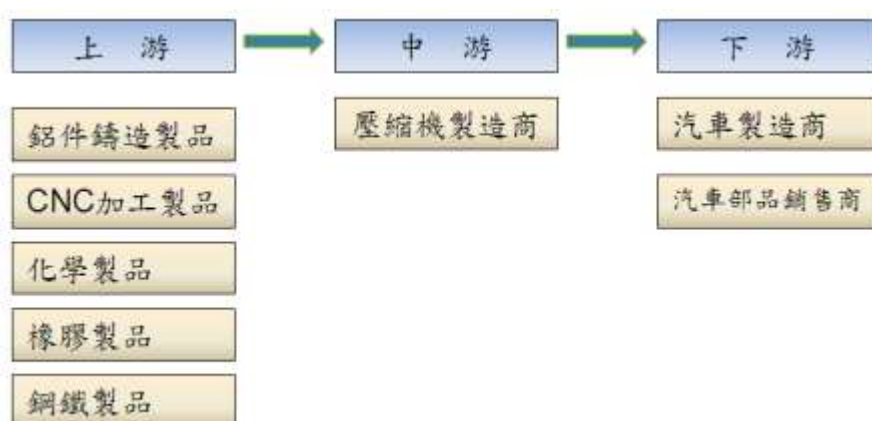 上 游
中 游
下 游
鋁件鑄造製品
CNC加工製品
化學製品
橡膠製品
鋼鐵製品
壓縮機製造商
汽車製造商
汽車部品銷售商